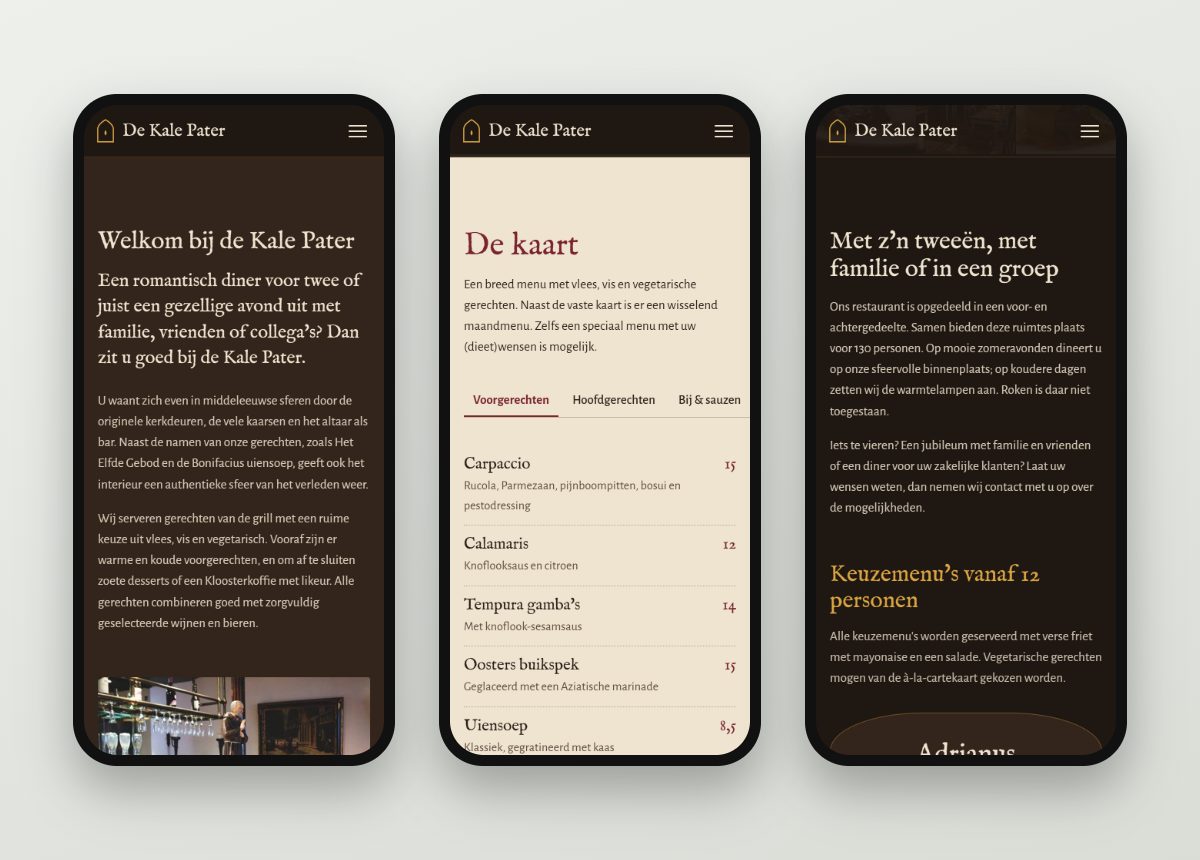 De Kale Pater
Welkom bij de Kale Pater
Een romantisch diner voor twee of
juist een gezellige avond uit met
familie, vrienden of collega's? Dan
zit u goed bij de Kale Pater.
U waant zich even in middeleeuwse sferen door de
originele kerkdeuren, de vele kaarsen en het altaar als
bar. Naast de namen van onze gerechten, zoals Het
Elfde Gebod en de Bonifacius uiensoep, geeft ook het
interieur een authentieke sfeer van het verleden weer.
Wij serveren gerechten van de grill met een ruime
keuze uit vlees, vis en vegetarisch. Vooraf zijn er
warme en koude voorgerechten, en om af te sluiten
zoete desserts of een Kloosterkoffie met likeur. Alle
gerechten combineren goed met zorgvuldig
geselecteerde wijnen en bieren.
De Kale Pater
De kaart
Een breed menu met vlees, vis en vegetarische
gerechten. Naast de vaste kaart is er een wisselend
maandmenu. Zelfs een speciaal menu met uw
(dieet)wensen is mogelijk.
Voorgerechten Hoofdgerechten Bij & sauzen
Carpaccio 15
Rucola, Parmezaan, pijnboompitten, bosui en
pestodressing
Calamaris 12
Knoflooksaus en citroen
Tempura gamba's 14
Met knoflook-sesamsaus
Oosters buikspek 15
Geglaceerd met een Aziatische marinade
Uiensoep 8,5
Klassiek, gegratineerd met kaas
De Kale Pater
Met z'n tweeën, met
familie of in een groep
Ons restaurant is opgedeeld in een voor- en
achtergedeelte. Samen bieden deze ruimtes plaats
voor 130 personen. Op mooie zomeravonden dineert u
op onze sfeervolle binnenplaats; op koudere dagen
zetten wij de warmtelampen aan. Roken is daar niet
toegestaan.
Iets te vieren? Een jubileum met familie en vrienden
of een diner voor uw zakelijke klanten? Laat uw
wensen weten, dan nemen wij contact met u op over
de mogelijkheden.
Keuzemenu's vanaf 12
personen
Alle keuzemenu's worden geserveerd met verse friet
met mayonaise en een salade. Vegetarische gerechten
mogen van de à-la-cartekaart gekozen worden.
Adrianus